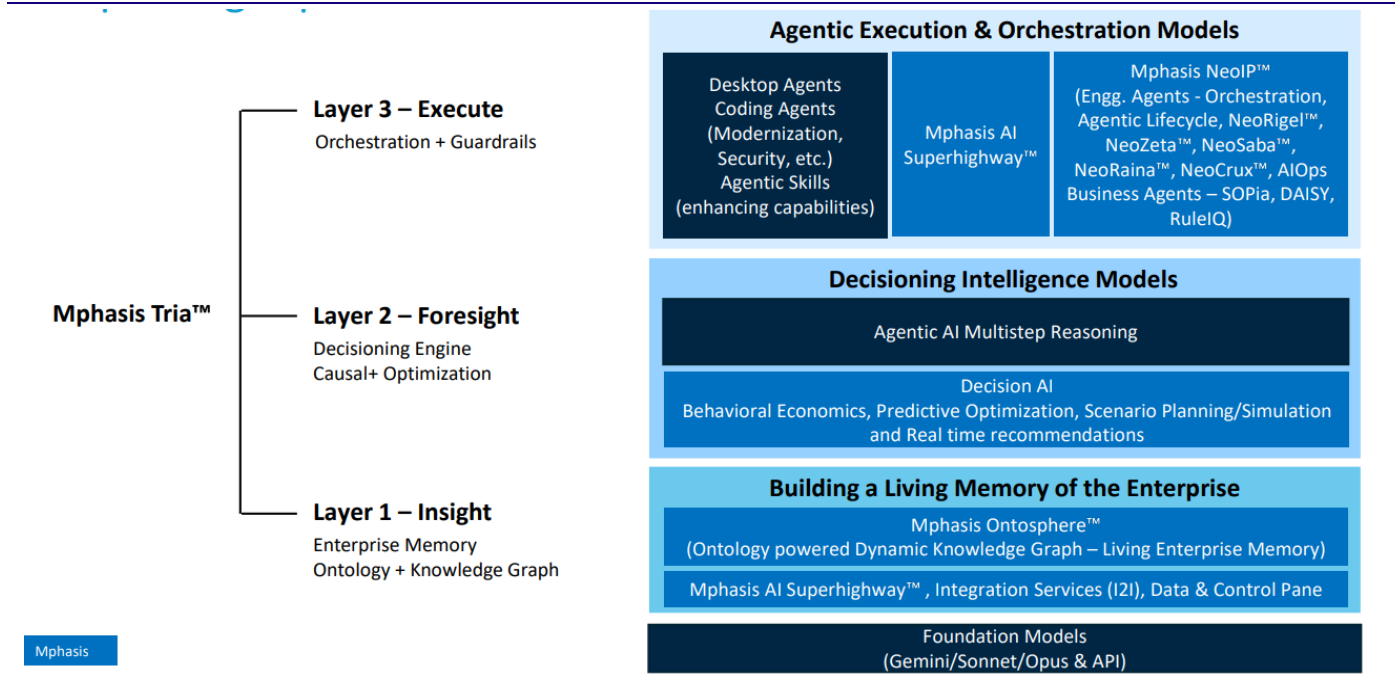 Agentic Execution & Orchestration Models
Layer 3 – Execute
Orchestration + Guardrails
Desktop Agents
Coding Agents
(Modernization,
Security, etc.)
Agentic Skills
(enhancing capabilities)
Mphasis AI
Superhighway™
Mphasis NeoIP™
(Engg. Agents - Orchestration,
Agentic Lifecycle, NeoRigel™,
NeoZeta™, NeoSaba™,
NeoRaina™, NeoCrux™, AIOps
Business Agents – SOPia, DAISY,
RuleIQ)
Mphasis Tria™
Layer 2 – Foresight
Decisioning Engine
Causal+ Optimization
Decisioning Intelligence Models
Agentic AI Multistep Reasoning
Decision AI
Behavioral Economics, Predictive Optimization, Scenario Planning/Simulation
and Real time recommendations
Layer 1 – Insight
Enterprise Memory
Ontology + Knowledge Graph
Building a Living Memory of the Enterprise
Mphasis Ontosphere™
(Ontology powered Dynamic Knowledge Graph – Living Enterprise Memory)
Mphasis AI Superhighway™ , Integration Services (I2I), Data & Control Pane
Foundation Models
(Gemini/Sonnet/Opus & API)
Mphasis